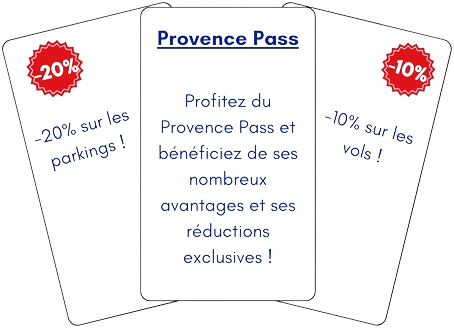 -20%
-20% sur les
parkings !
Provence Pass
Profitez du
Provence Pass et
bénéficiez de ses
nombreux
avantages et ses
réductions
exclusives !
-10%
-10% sur les
vols !